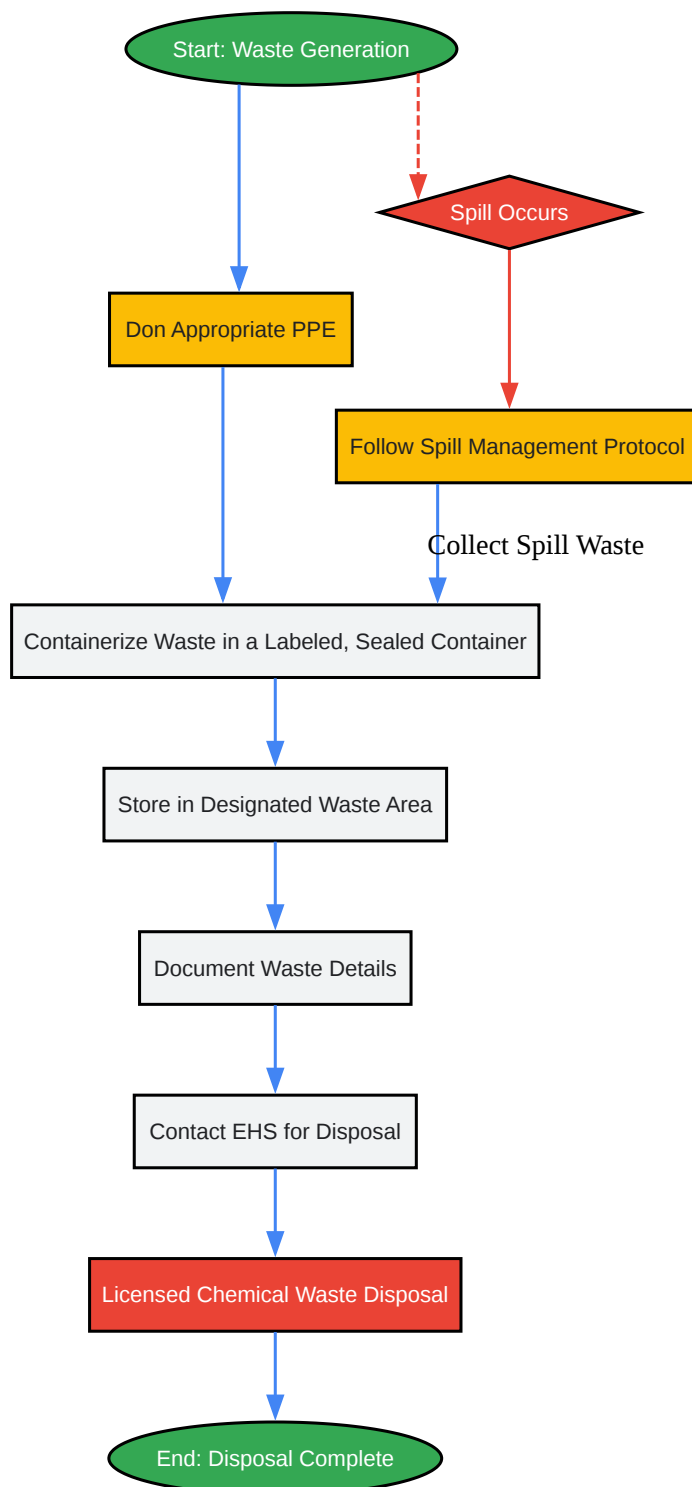 Start: Waste Generation
Spill Occurs
Don Appropriate PPE
Follow Spill Management Protocol
Collect Spill Waste
Containerize Waste in a Labeled, Sealed Container
Store in Designated Waste Area
Document Waste Details
Contact EHS for Disposal
Licensed Chemical Waste Disposal
End: Disposal Complete